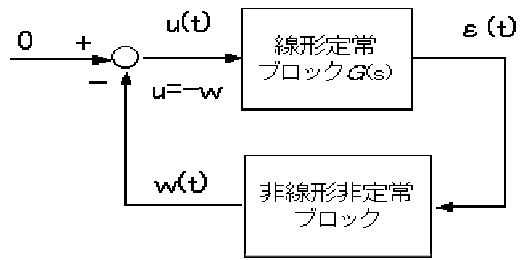 0
+
−
u(t)
u=−w
線形定常
ブロックG(s)
ε(t)
w(t)
非線形非定常
ブロック